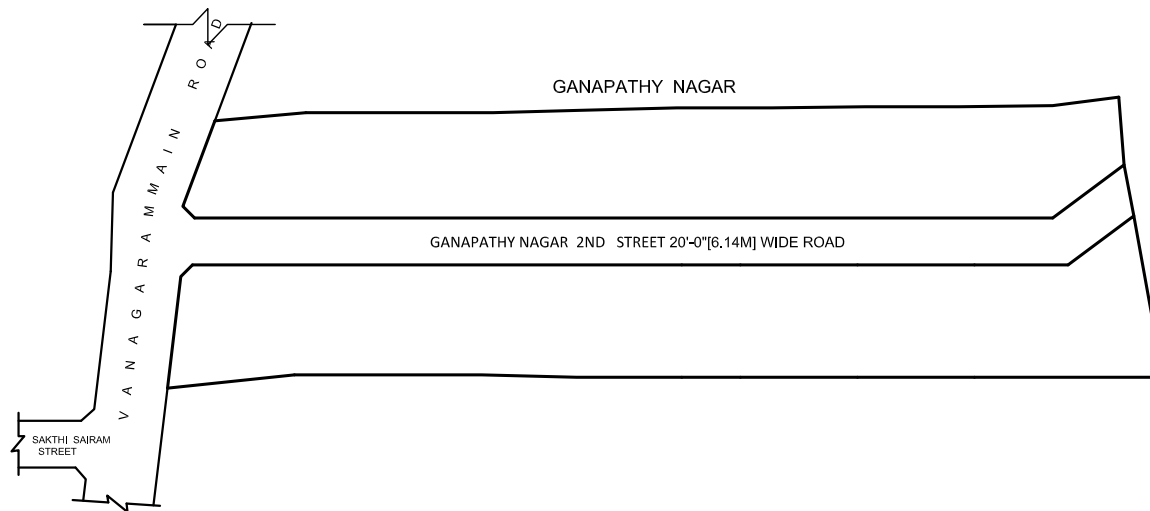 GANAPATHY NAGAR
VANAGARAM MAIN ROAD
GANAPATHY NAGAR 2ND STREET 20'-0"[6.14M] WIDE ROAD
SAKTHI SAIRAM
STREET